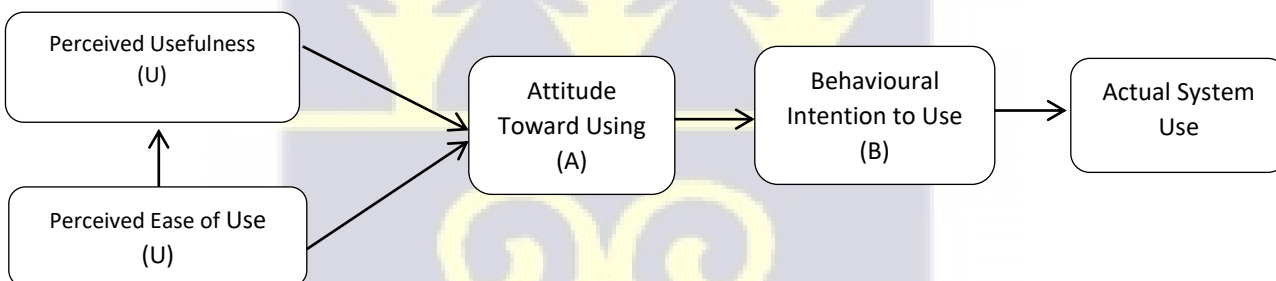 Perceived Usefulness
(U)
Perceived Ease of Use
(U)
Attitude
Toward Using
(A)
Behavioural
Intention to Use
(B)
Actual System
Use